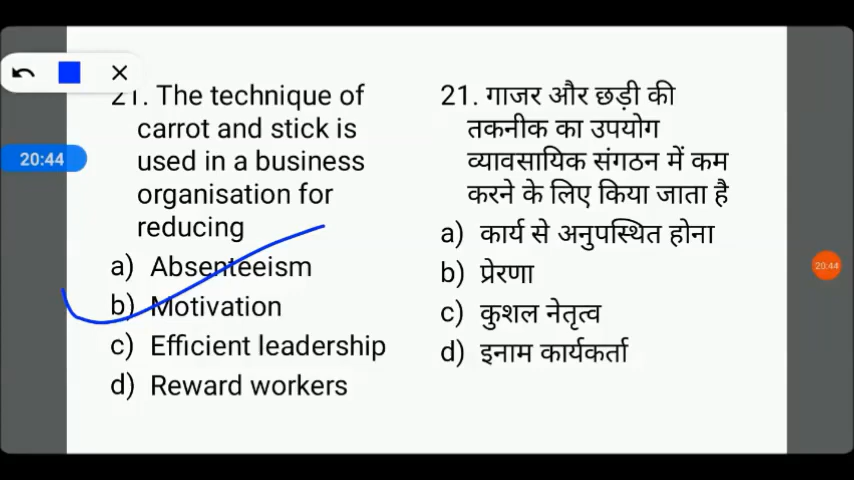 21. The technique of
carrot and stick is
used in a business
organisation for
reducing
a) Absenteeism
b) Motivation
c) Efficient leadership
d) Reward workers
21. गाजर और छड़ी की
तकनीक का उपयोग
व्यावसायिक संगठन में कम
करने के लिए किया जाता है
a) कार्य से अनुपस्थित होना
b) प्रेरणा
c) कुशल नेतृत्व
d) इनाम कार्यकर्ता
20:44
20:44